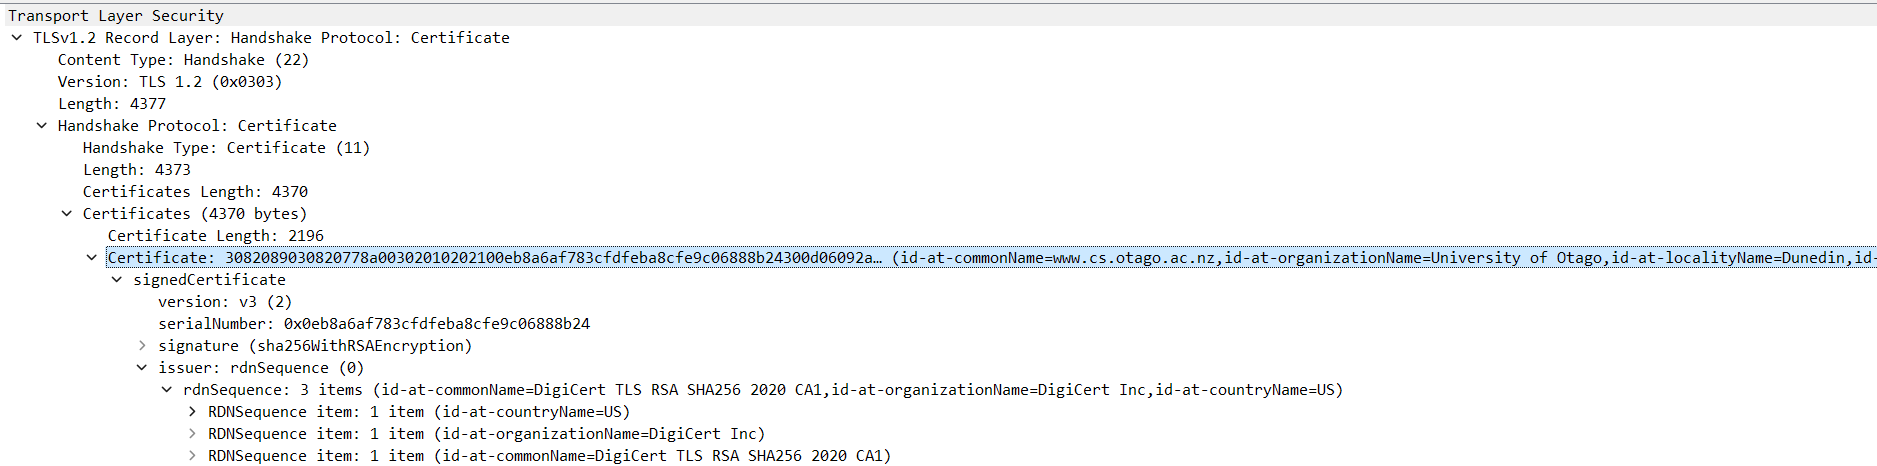 Transport Layer Security
TLSv1.2 Record Layer: Handshake Protocol: Certificate
Content Type: Handshake (22)
Version: TLS 1.2 (0x0303)
Length: 4377
Handshake Protocol: Certificate
Handshake Type: Certificate (11)
Length: 4373
Certificates Length: 4370
Certificates (4370 bytes)
Certificate Length: 2196
Certificate: 3082089030820778a00302010202100eb8a6af783cfdfeba8cfe9c06888b24300d06092a… (id-at-commonName=www.cs.otago.ac.nz,id-at-organizationName=University of Otago,id-at-localityName=Dunedin,id-
signedCertificate
version: v3 (2)
serialNumber: 0x0eb8a6af783cfdfeba8cfe9c06888b24
signature (sha256WithRSAEncryption)
issuer: rdnSequence (0)
rdnSequence: 3 items (id-at-commonName=DigiCert TLS RSA SHA256 2020 CA1,id-at-organizationName=DigiCert Inc,id-at-countryName=US)
RDNSequence item: 1 item (id-at-countryName=US)
RDNSequence item: 1 item (id-at-organizationName=DigiCert Inc)
RDNSequence item: 1 item (id-at-commonName=DigiCert TLS RSA SHA256 2020 CA1)